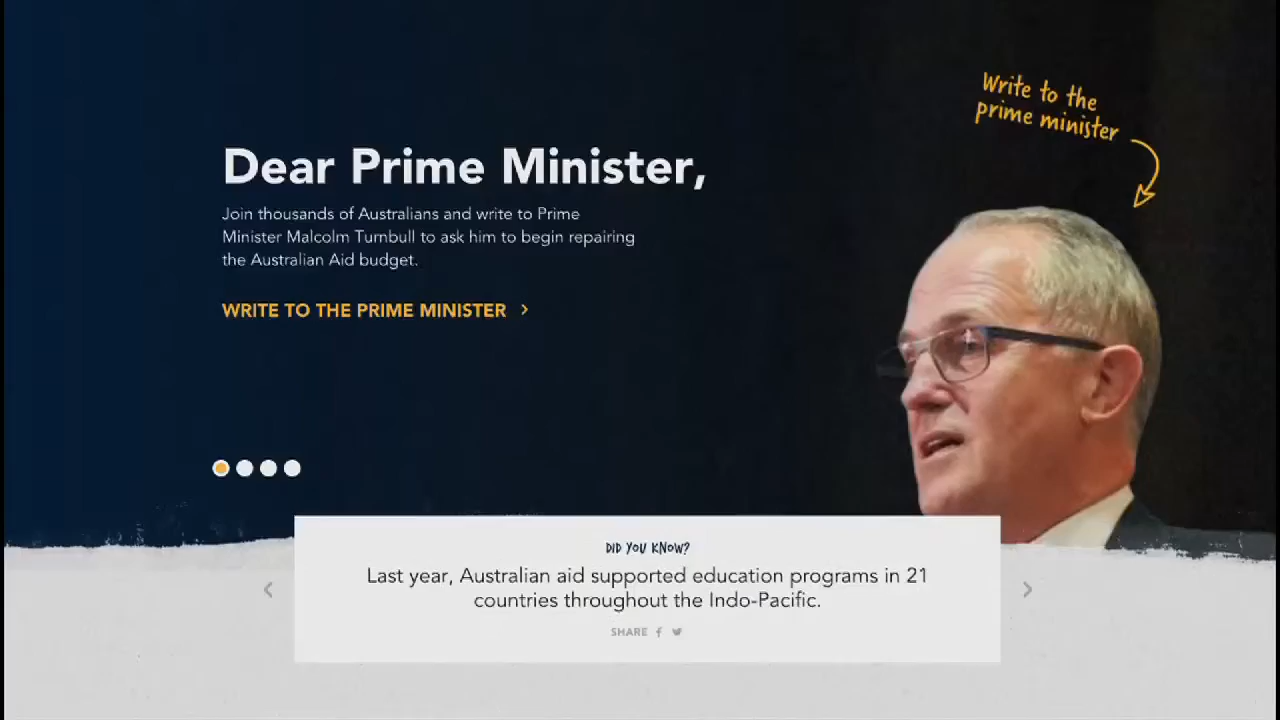 Write to the
prime minister
Dear Prime Minister,
Join thousands of Australians and write to Prime
Minister Malcolm Turnbull to ask him to begin repairing
the Australian Aid budget.
WRITE TO THE PRIME MINISTER >
DID YOU KNOW?
Last year, Australian aid supported education programs in 21
countries throughout the Indo-Pacific.
SHARE